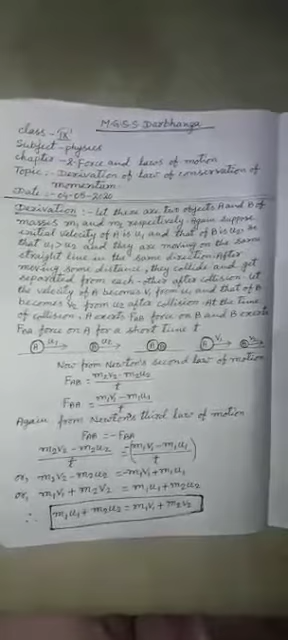 M.G.S.S Darbhanga
class - IX
Subject - physics
chapter - 2. Force and laws of motion
Topic :- Derivation of law of conservation of
momentum.
Date :- 04-05-2020
Derivation :- Let there are two objects A and B of
masses m₁ and m₂ respectively. Again suppose
initial velocity of A is u₁ and that of B is u₂, so
that u₁ > u₂ and they are moving on the same
straight line in the same direction. After
moving some distance, they collide and get
separated from each-other after collision. Let
the velocity of A becomes V₁ from u₁ and that of B
becomes V₂ from u₂ after collision. At the time
of collision, A exerts FAB force on B and B exerts
FBA force on A for a short time t
A u₁ B u₂ A B A V₁ B V₂
Now from Newton's second law of motion
FAB = m₂V₂ - m₂u₂ / t
FBA = m₁V₁ - m₁u₁ / t
Again from Newton's third law of motion
FAB = - FBA
m₂V₂ - m₂u₂ / t = -(m₁V₁ - m₁u₁ / t)
or, m₂V₂ - m₂u₂ = -m₁V₁ + m₁u₁
or, m₁V₁ + m₂V₂ = m₁u₁ + m₂u₂
∴ m₁u₁ + m₂u₂ = m₁V₁ + m₂V₂